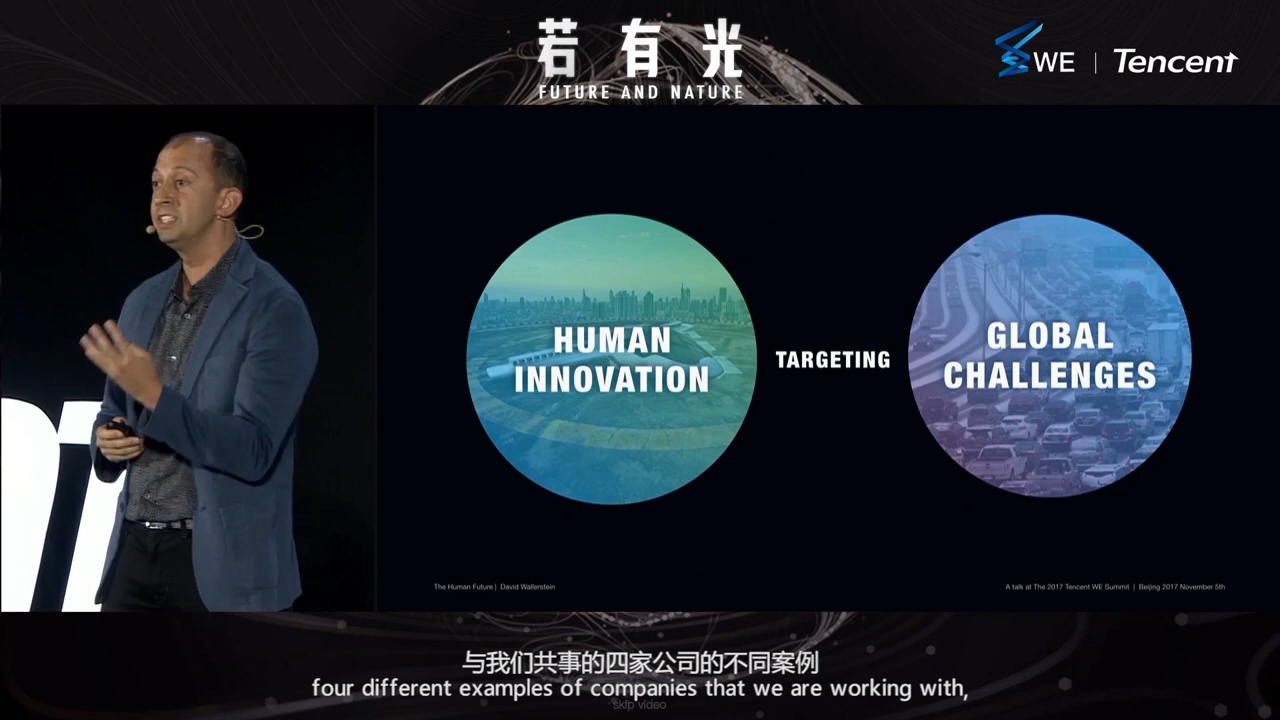 若有光
FUTURE AND NATURE
WE | Tencent
HUMAN
INNOVATION
TARGETING
GLOBAL
CHALLENGES
The Human Future | David Wallerstein
A talk at The 2017 Tencent WE Summit | Beijing 2017 November 5th
与我们共事的四家公司的不同案例
four different examples of companies that we are working with,
skip video